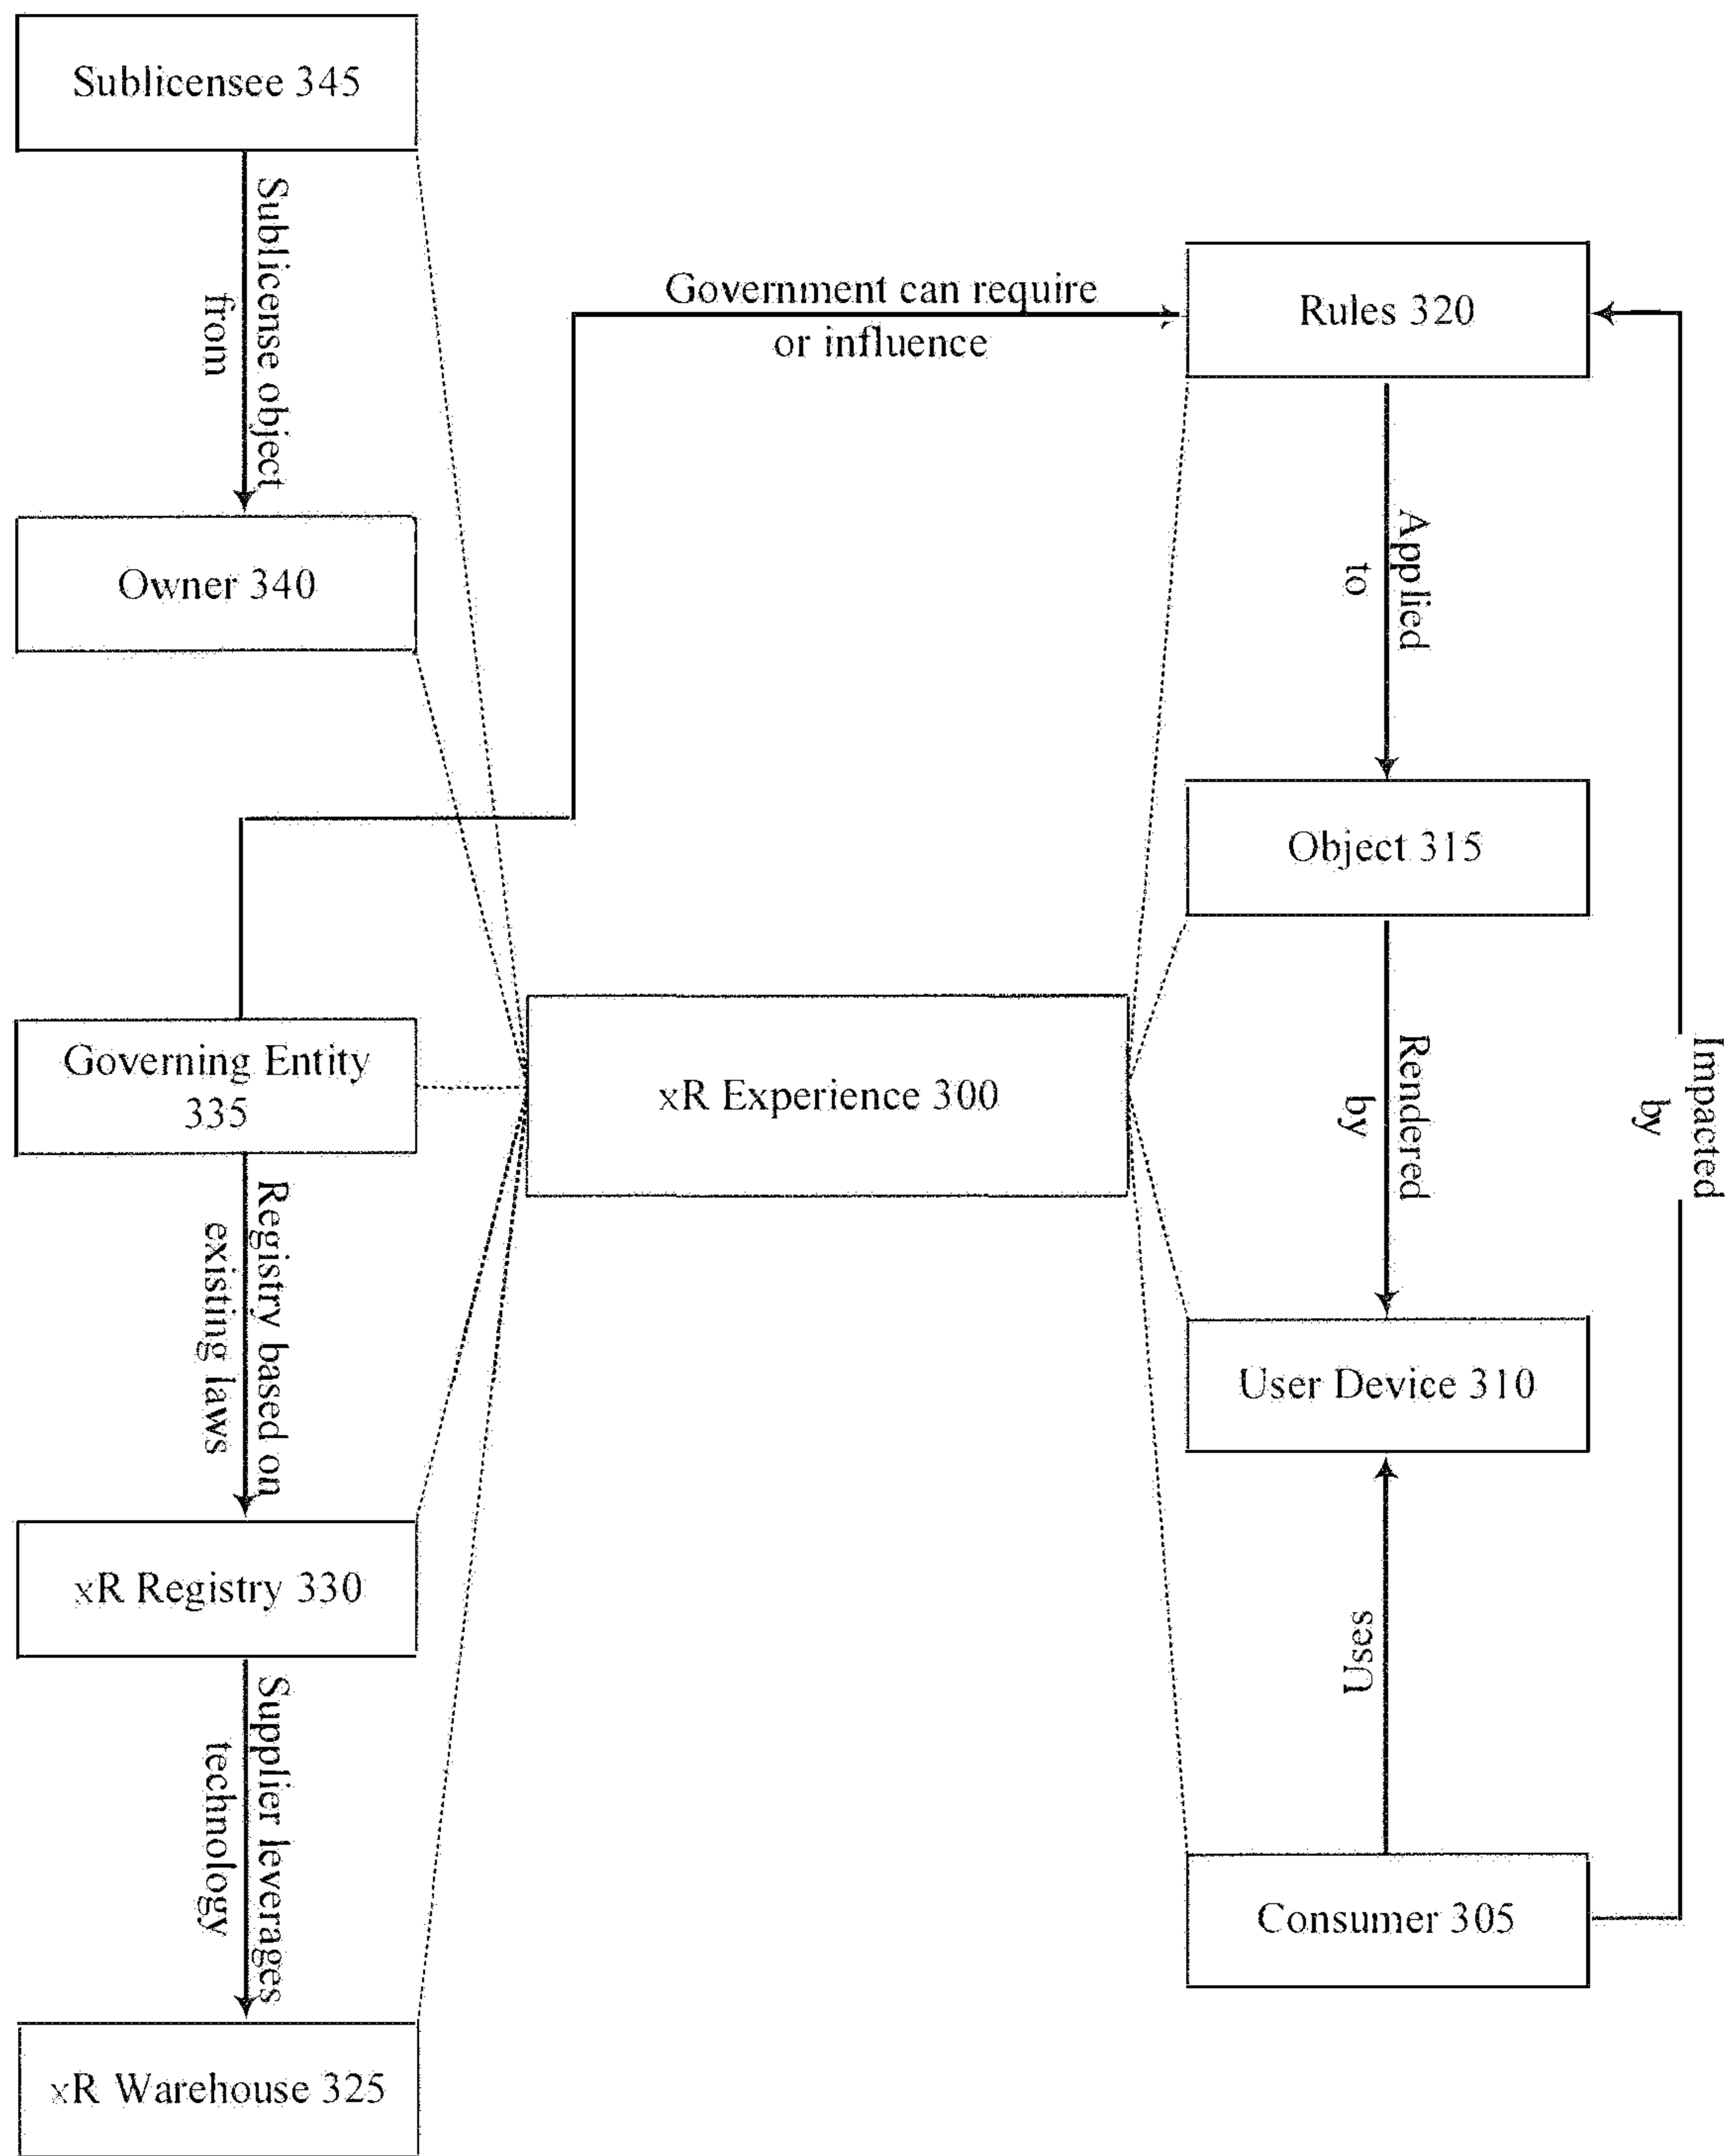 Sublicensee 345
Sublicense object
from
Owner 340
Government can require
or influence
Rules 320
Applied
to
Object 315
Governing Entity
335
xR Experience 300
Rendered
by
Impacted
by
Registry based on
existing laws
User Device 310
xR Registry 330
Uses
Supplier leverages
technology
Consumer 305
xR Warehouse 325